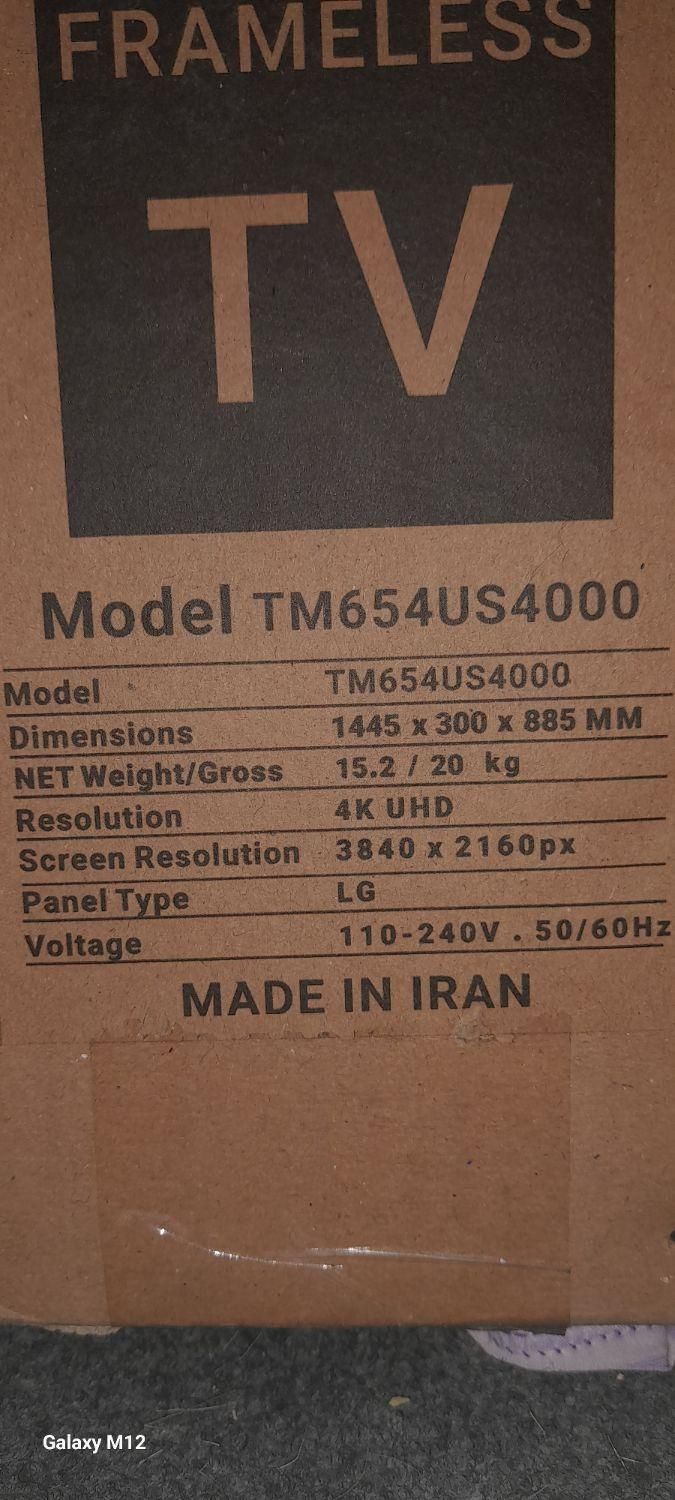 FRAMELESS
TV
Model TM654US4000
Model TM654US4000
Dimensions 1445 x 300 x 885 MM
NET Weight/Gross 15.2 / 20 kg
Resolution 4K UHD
Screen Resolution 3840 x 2160px
Panel Type LG
Voltage 110-240V . 50/60Hz
MADE IN IRAN
Galaxy M12